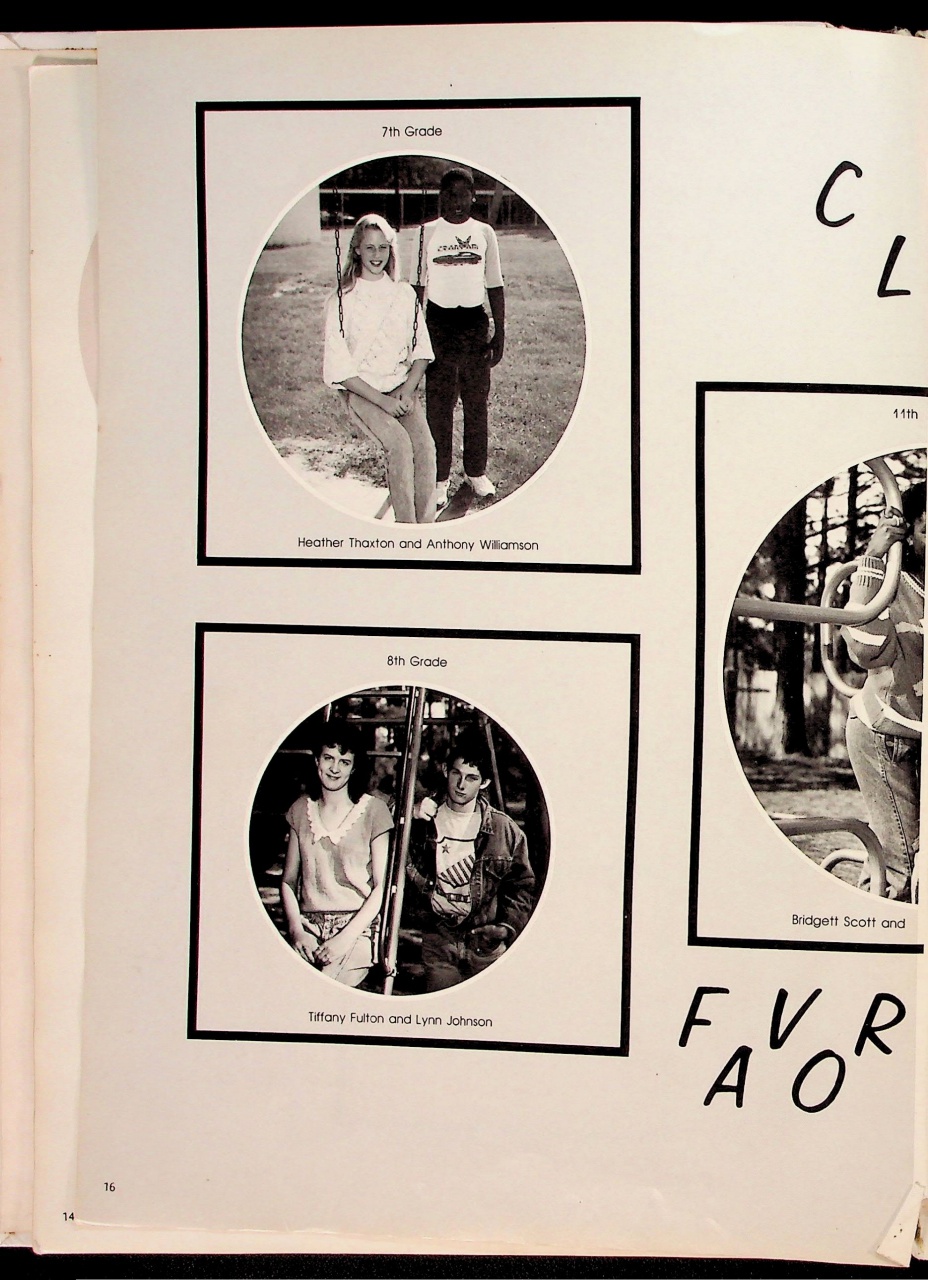 7th Grade
Heather Thaxton and Anthony Williamson
8th Grade
Tiffany Fulton and Lynn Johnson
C
L
11th
Bridgett Scott and
F V R
A O
16
14